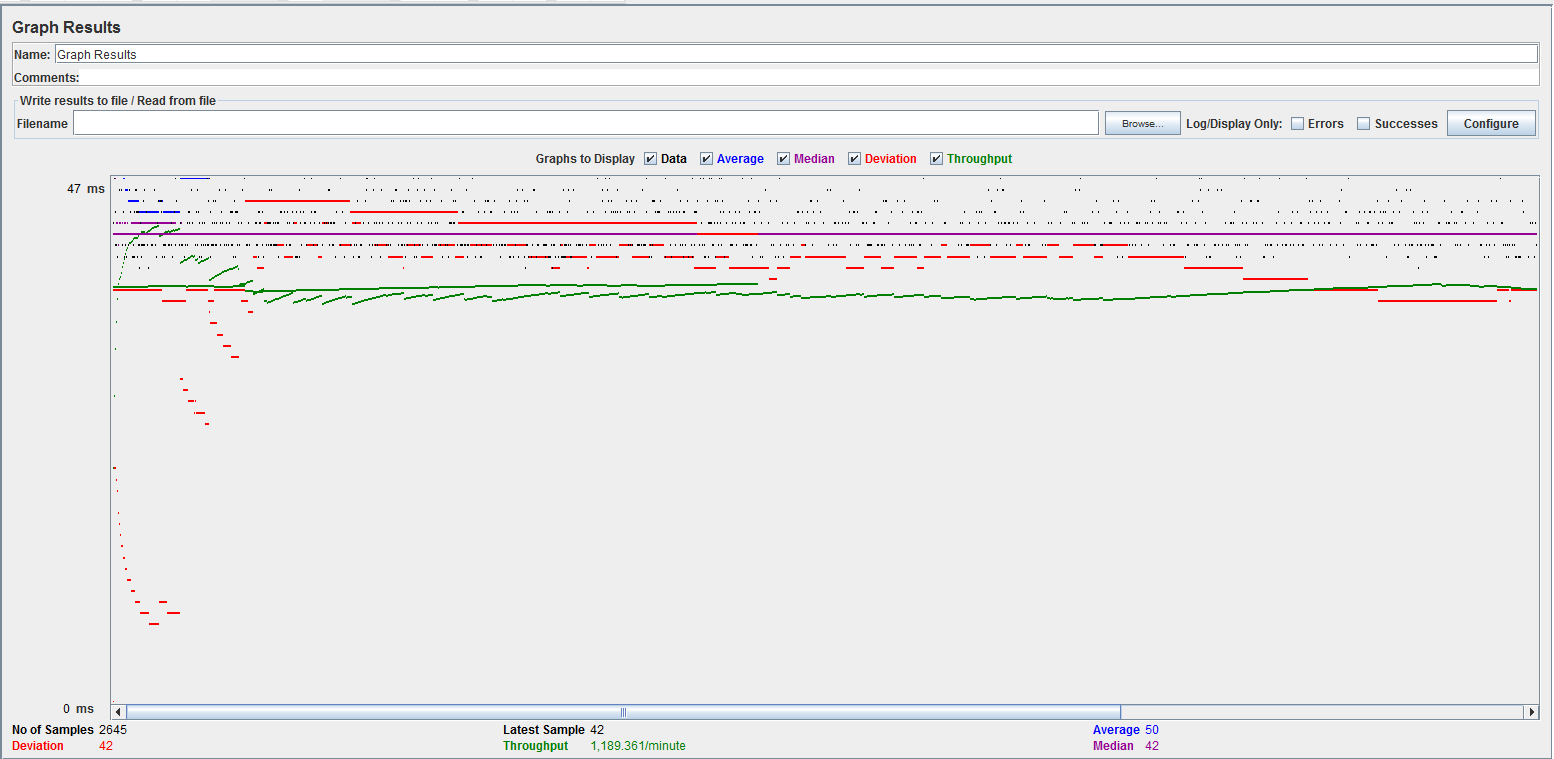 Graph Results
Name: Graph Results
Comments:
Write results to file / Read from file
Filename Browse... Log/Display Only: Errors Successes Configure
Graphs to Display Data Average Median Deviation Throughput
47 ms
0 ms
No of Samples 2645 Latest Sample 42 Average 50
Deviation 42 Throughput 1,189.361/minute Median 42